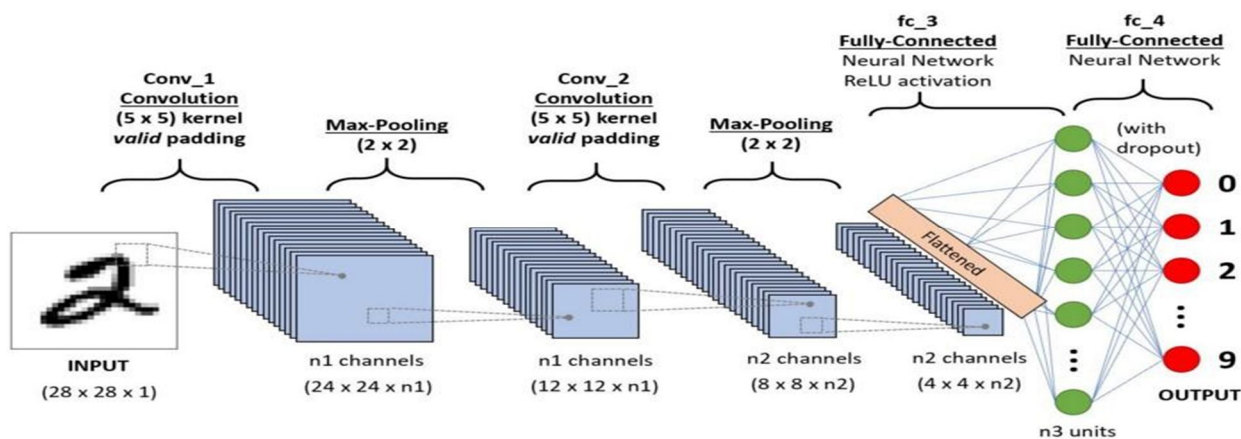 Conv_1
Convolution
(5 x 5) kernel
valid padding
Max-Pooling
(2 x 2)
Conv_2
Convolution
(5 x 5) kernel
valid padding
Max-Pooling
(2 x 2)
fc_3
Fully-Connected
Neural Network
ReLU activation
fc_4
Fully-Connected
Neural Network
(with
dropout)
2
INPUT
(28 x 28 x 1)
n1 channels
(24 x 24 x n1)
n1 channels
(12 x 12 x n1)
n2 channels
(8 x 8 x n2)
n2 channels
(4 x 4 x n2)
Flattened
n3 units
0
1
2
9
OUTPUT